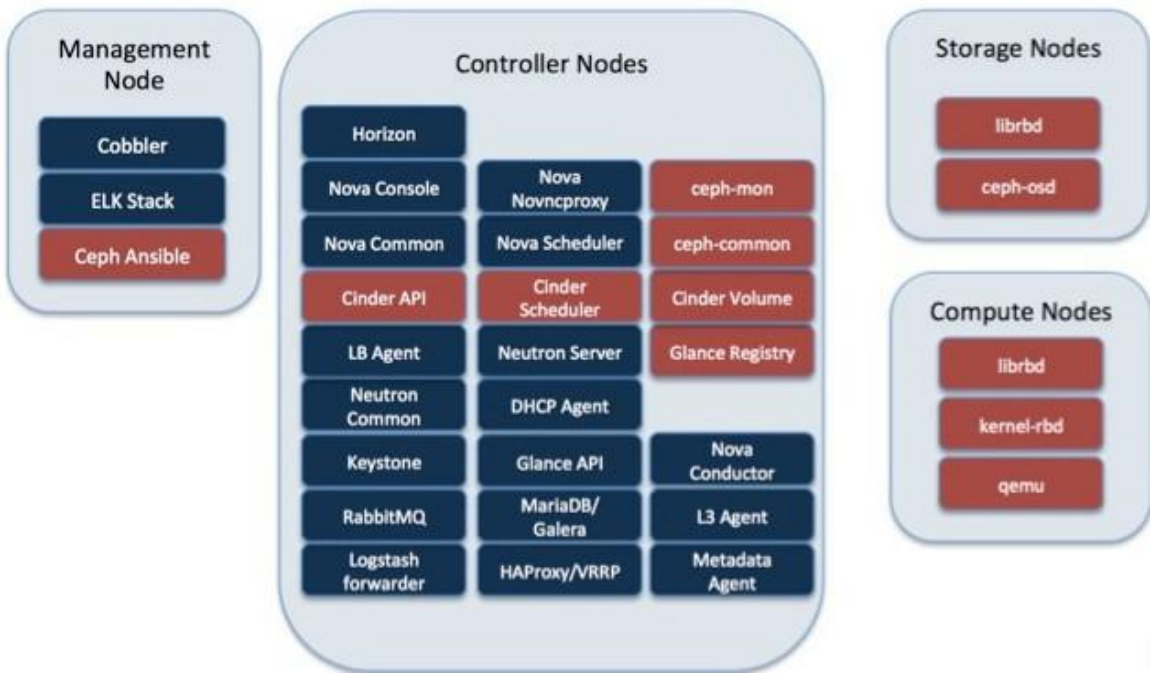 Management
Node
Cobbler
ELK Stack
Ceph Ansible
Controller Nodes
Horizon
Nova Console
Nova
Novncproxy
ceph-mon
Nova Common
Nova Scheduler
ceph-common
Cinder API
Cinder
Scheduler
Cinder Volume
LB Agent
Neutron Server
Glance Registry
Neutron
Common
DHCP Agent
Keystone
Glance API
Nova
Conductor
RabbitMQ
MariaDB/
Galera
L3 Agent
Logstash
forwarder
HAProxy/VRRP
Metadata
Agent
Storage Nodes
librbd
ceph-osd
Compute Nodes
librbd
kernel-rbd
qemu